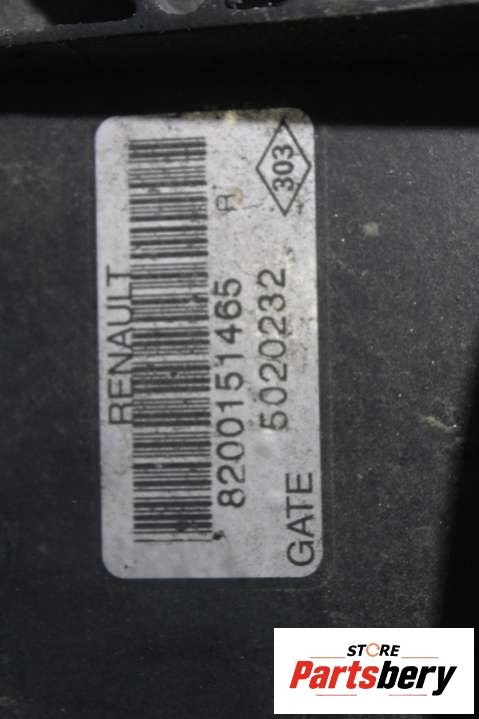 RENAULT
8200151465 R
GATE 5020232 303
STORE
Partsbery